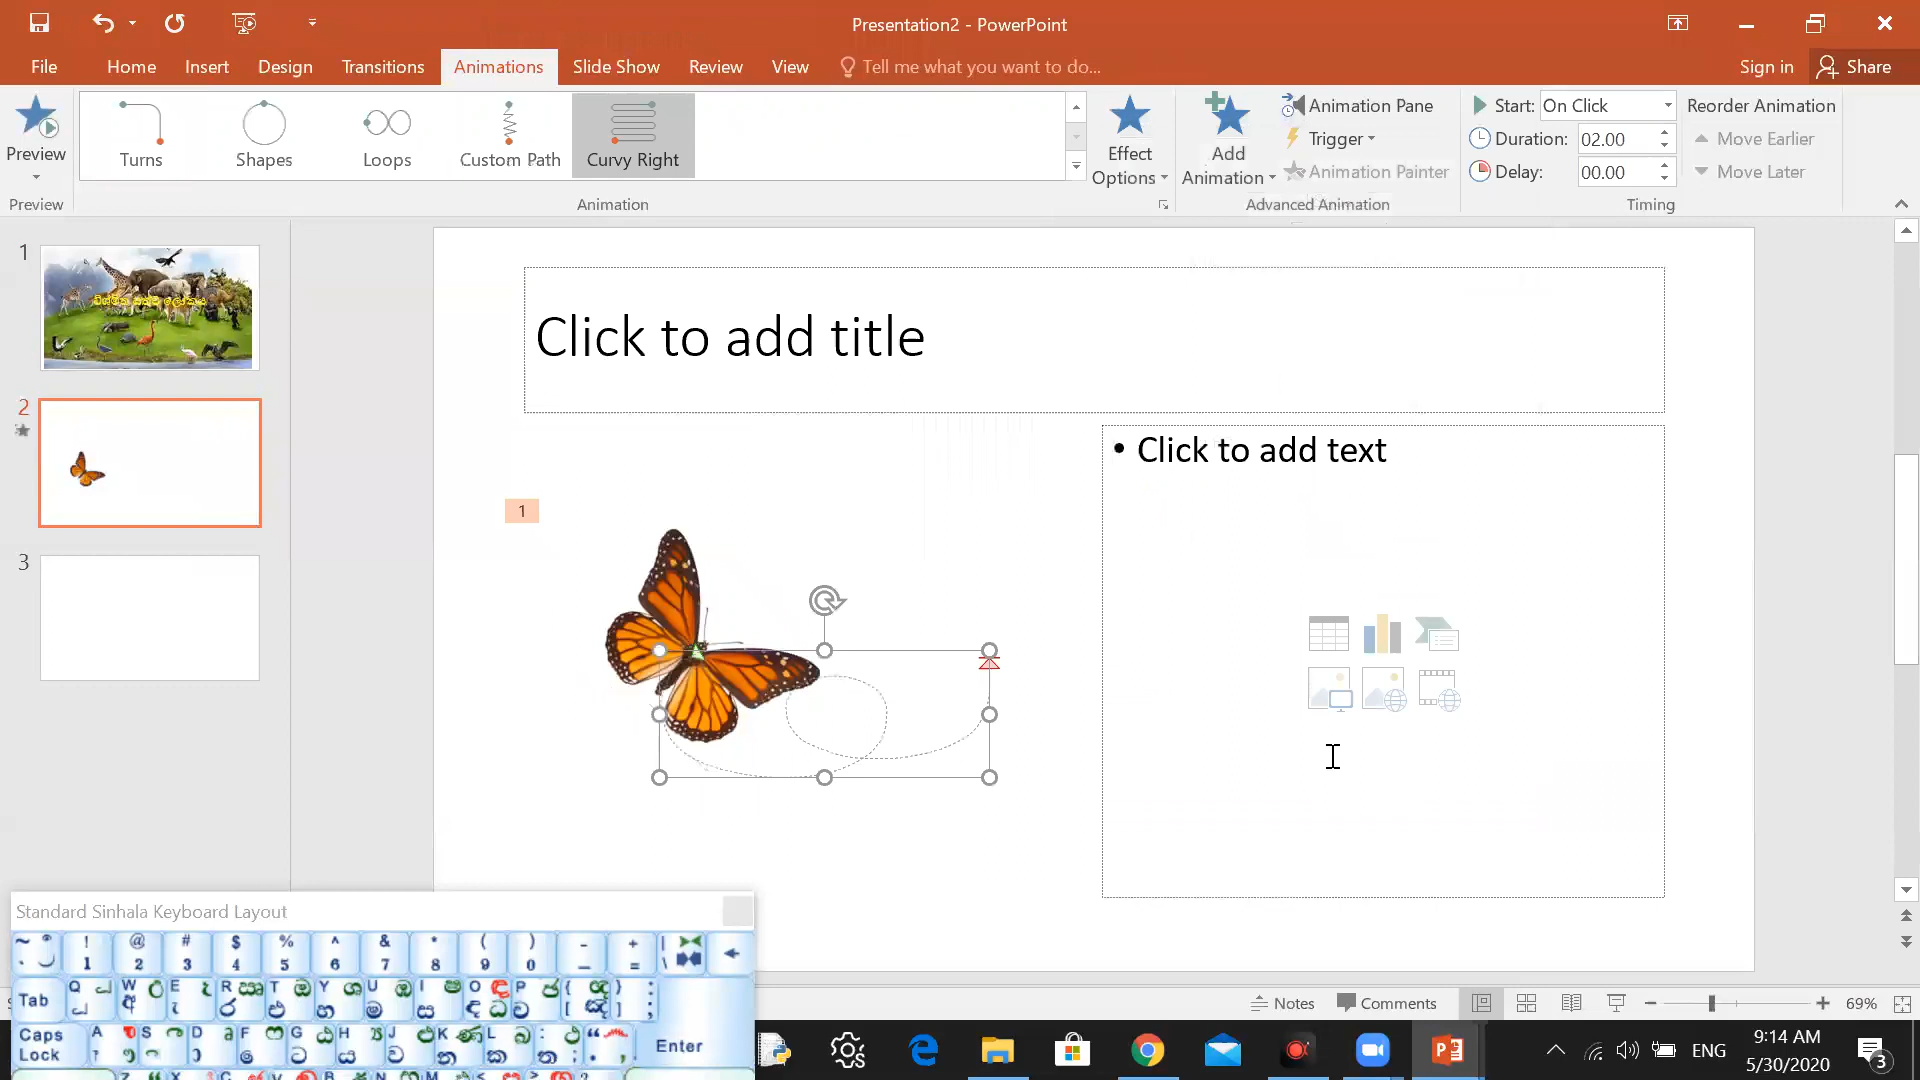 Presentation2 - PowerPoint
File Home Insert Design Transitions Animations Slide Show Review View Tell me what you want to do... Sign in Share
Preview
Turns Shapes Loops Custom Path Curvy Right
Effect Options
Add Animation
Animation Pane
Trigger
Animation Painter
Start: On Click
Duration: 02.00
Delay: 00.00
Reorder Animation
Move Earlier
Move Later
Preview Animation Advanced Animation Timing
1
2
3
Click to add title
• Click to add text
1
Standard Sinhala Keyboard Layout
Tab
Caps Lock
Enter
Notes Comments 69%
9:14 AM
ENG
5/30/2020
3